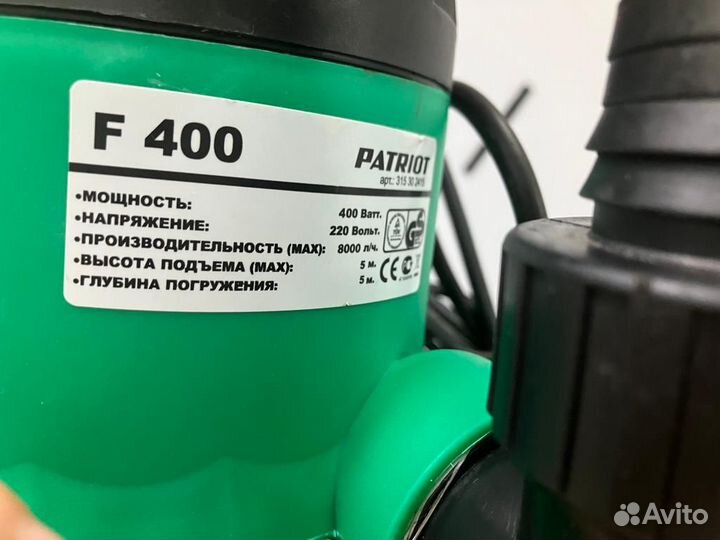 F 400
PATRIOT
арт.: 315 30 2415
•МОЩНОСТЬ: 400 Ватт.
•НАПРЯЖЕНИЕ: 220 Вольт.
•ПРОИЗВОДИТЕЛЬНОСТЬ (MAX): 8000 л/ч.
•ВЫСОТА ПОДЪЕМА (MAX): 5 м.
•ГЛУБИНА ПОГРУЖЕНИЯ: 5 м.
CE
Avito